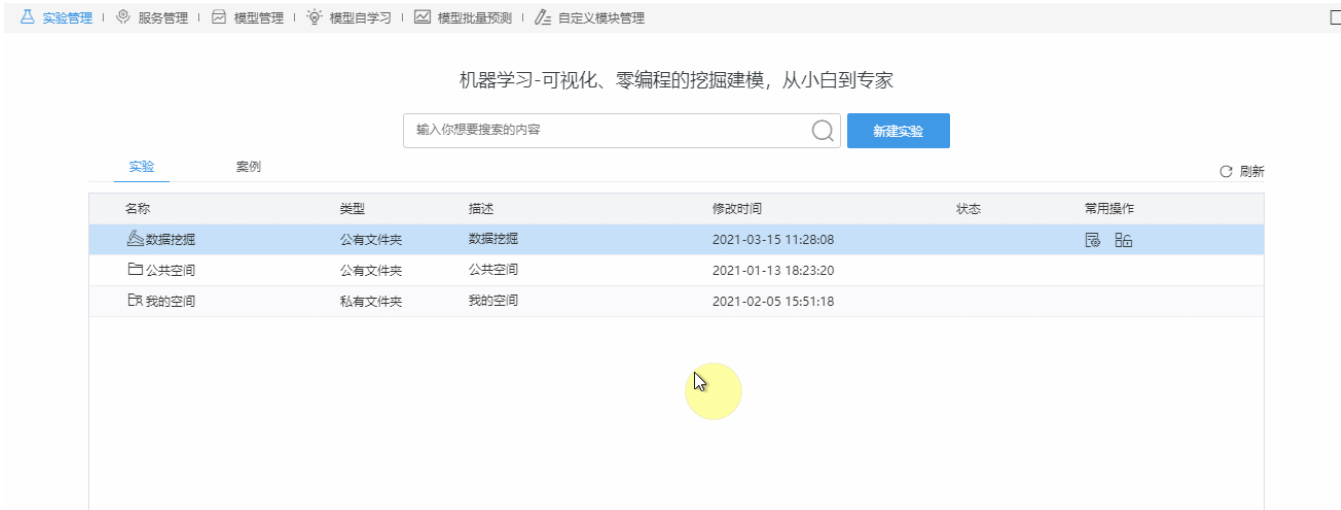 实验管理 服务管理 模型管理 模型自学习 模型批量预测 自定义模块管理
机器学习-可视化、零编程的挖掘建模，从小白到专家
输入你想要搜索的内容 新建实验
实验 案例 刷新
名称 类型 描述 修改时间 状态 常用操作
数据挖掘 公有文件夹 数据挖掘 2021-03-15 11:28:08
公共空间 公有文件夹 公共空间 2021-01-13 18:23:20
我的空间 私有文件夹 我的空间 2021-02-05 15:51:18